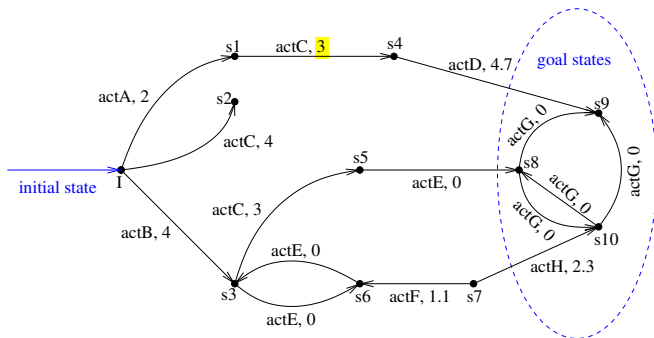 s1
actC, 3
s4
goal states
actD, 4.7
actA, 2
s2
s9
actG, 0
actC, 4
s5
s8
initial state
I
actE, 0
actG, 0
actG, 0
actC, 3
actG, 0
actB, 4
s10
actE, 0
s3
s6
actF, 1.1
s7
actH, 2.3
actE, 0